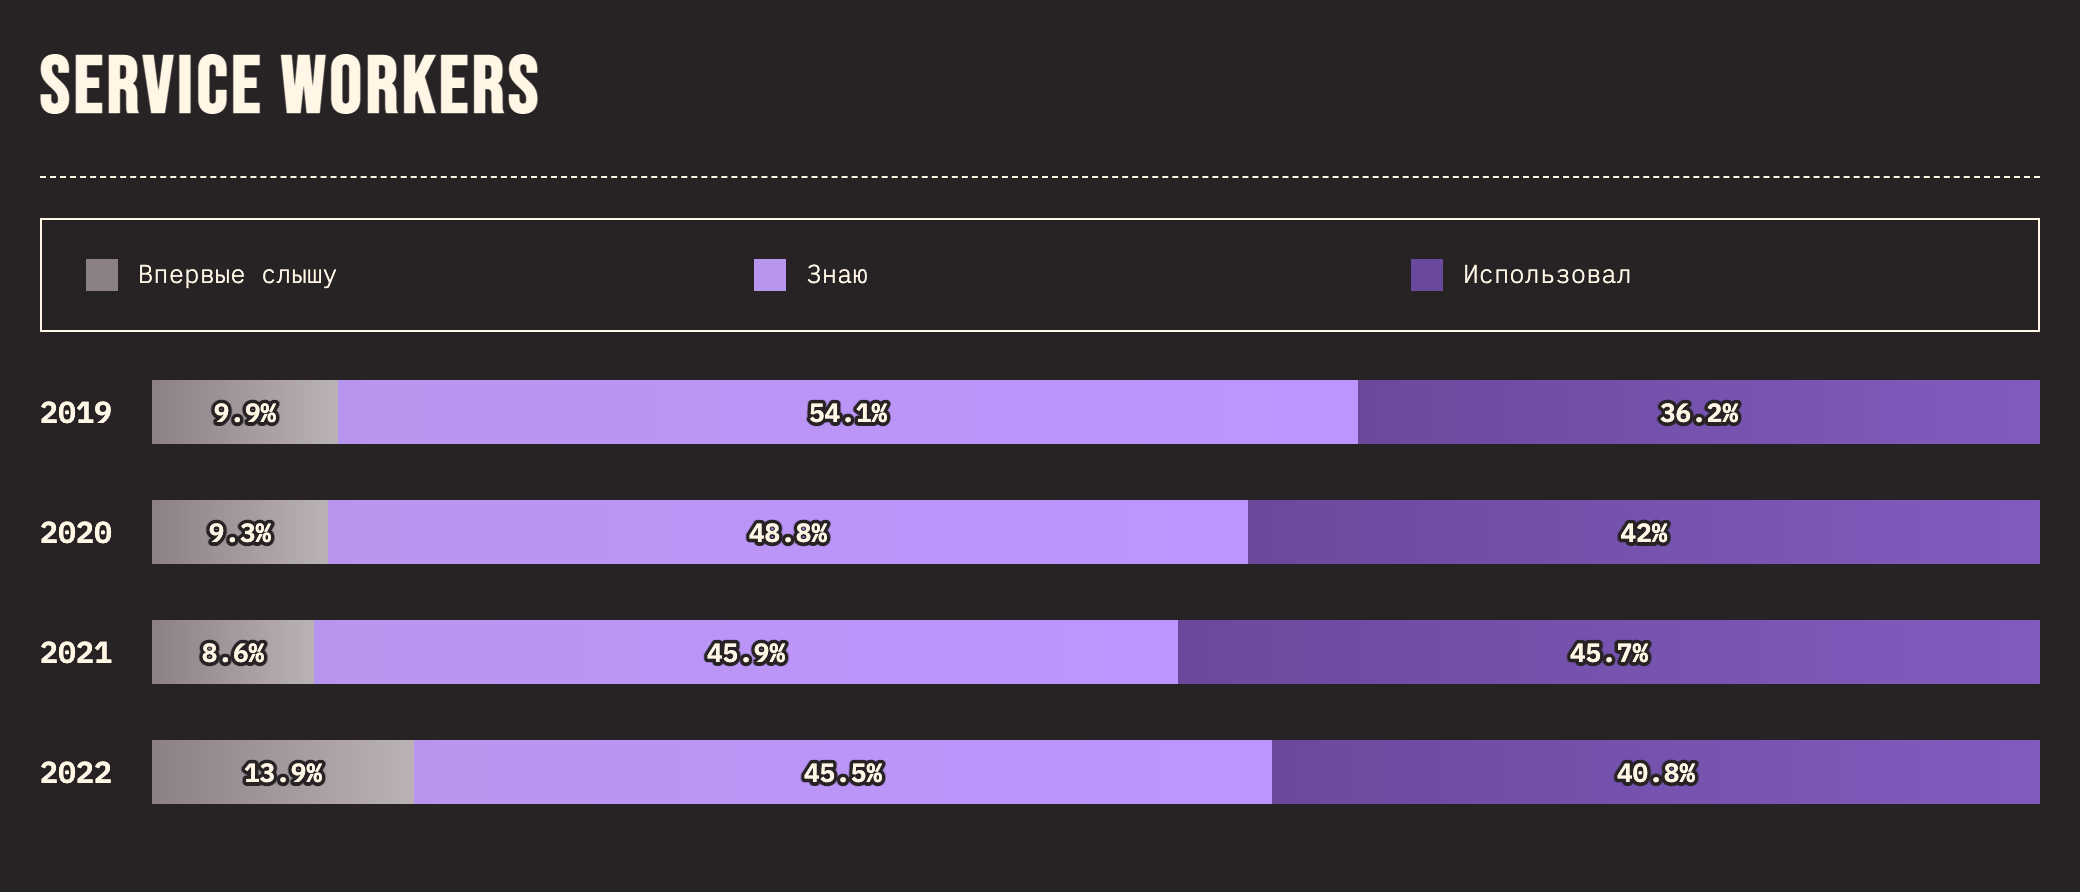 SERVICE WORKERS
Впервые слышу Знаю Использовал
2019 9.9% 54.1% 36.2%
2020 9.3% 48.8% 42%
2021 8.6% 45.9% 45.7%
2022 13.9% 45.5% 40.8%